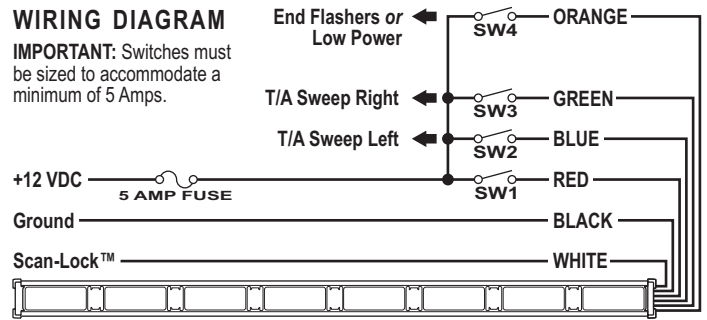 WIRING DIAGRAM
IMPORTANT: Switches must
be sized to accommodate a
minimum of 5 Amps.
End Flashers or
Low Power
SW4
ORANGE
T/A Sweep Right
SW3
GREEN
T/A Sweep Left
SW2
BLUE
+12 VDC
5 AMP FUSE
SW1
RED
Ground
BLACK
Scan-Lock™
WHITE